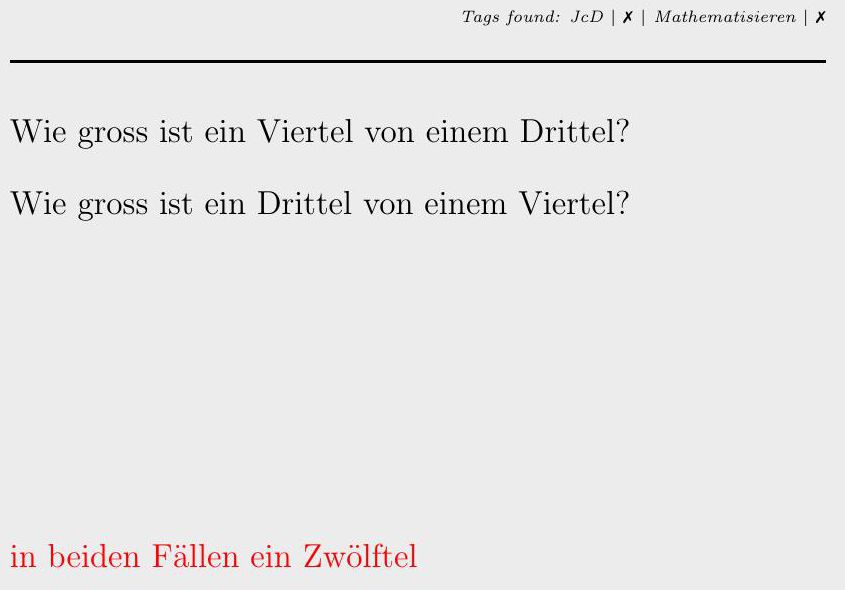 Tags found: JcD | ✗ | Mathematisieren | ✗
Wie gross ist ein Viertel von einem Drittel?
Wie gross ist ein Drittel von einem Viertel?
in beiden Fällen ein Zwölftel